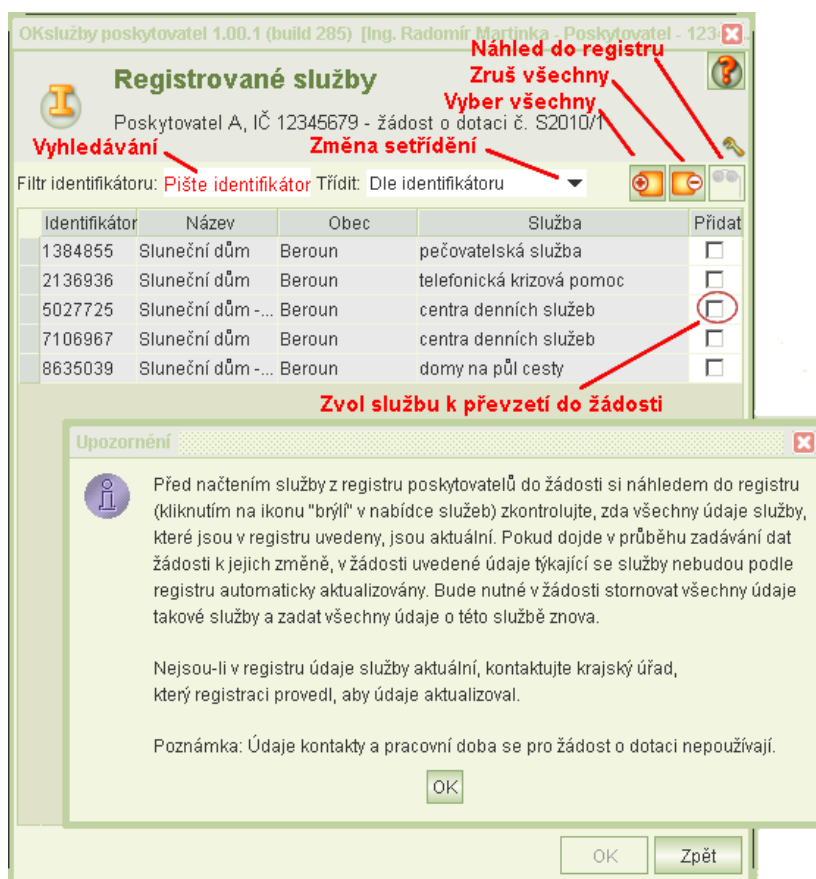 OKslužby poskytovatel 1.00.1 (build 285) [Ing. Radomír Martinka - Poskytovatel - 123
Náhled do registru
Registrované služby
Zruš všechny
Vyber všechny
Poskytovatel A, IČ 12345679 - žádost o dotaci č. S2010/1
Vyhledávání
Změna setřídění
Filtr identifikátoru: Pište identifikátor Třídit: Dle identifikátoru
Identifikátor Název Obec Služba Přidat
1384855 Sluneční dům Beroun pečovatelská služba
2136936 Sluneční dům Beroun telefonická krizová pomoc
5027725 Sluneční dům -... Beroun centra denních služeb
7106967 Sluneční dům Beroun centra denních služeb
8635039 Sluneční dům -... Beroun domy na půl cesty
Zvol službu k převzetí do žádosti
Upozornění
Před načtením služby z registru poskytovatelů do žádosti si náhledem do registru
(kliknutím na ikonu "brýlí" v nabídce služeb) zkontrolujte, zda všechny údaje služby,
které jsou v registru uvedeny, jsou aktuální. Pokud dojde v průběhu zadávání dat
žádosti k jejich změně, v žádosti uvedené údaje týkající se služby nebudou podle
registru automaticky aktualizovány. Bude nutné v žádosti stornovat všechny údaje
takové služby a zadat všechny údaje o této službě znova.
Nejsou-li v registru údaje služby aktuální, kontaktujte krajský úřad,
který registraci provedl, aby údaje aktualizoval.
Poznámka: Údaje kontakty a pracovní doba se pro žádost o dotaci nepoužívají.
OK
OK Zpět